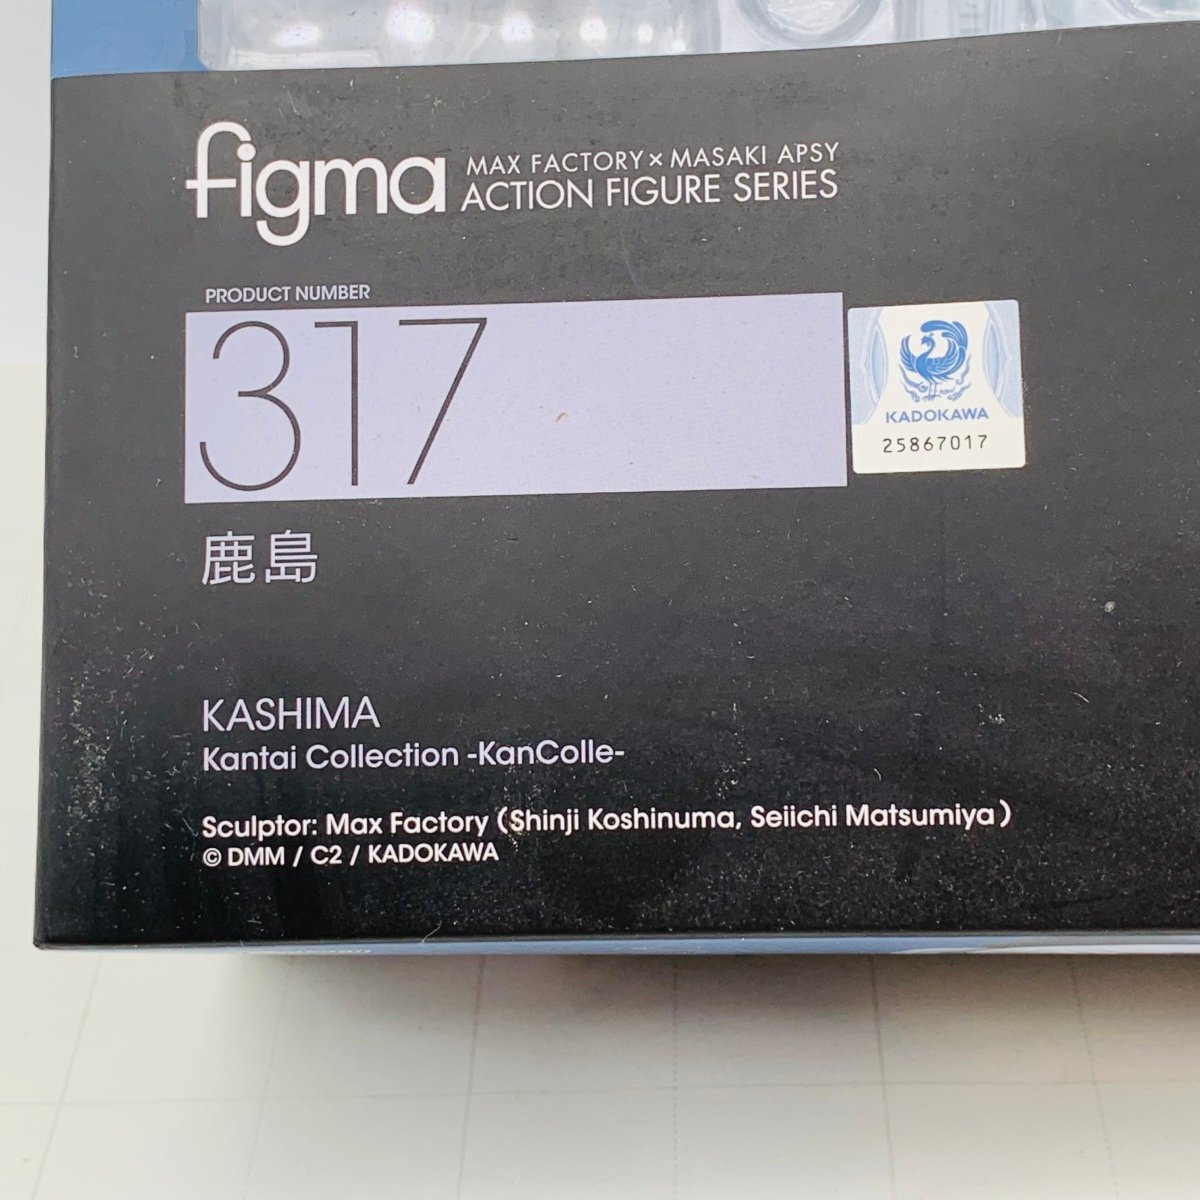 figma
MAX FACTORY × MASAKI APSY
ACTION FIGURE SERIES
PRODUCT NUMBER
317
KADOKAWA
25867017
鹿島
KASHIMA
Kantai Collection -KanColle-
Sculptor: Max Factory (Shinji Koshinuma, Seiichi Matsumiya)
© DMM / C2 / KADOKAWA